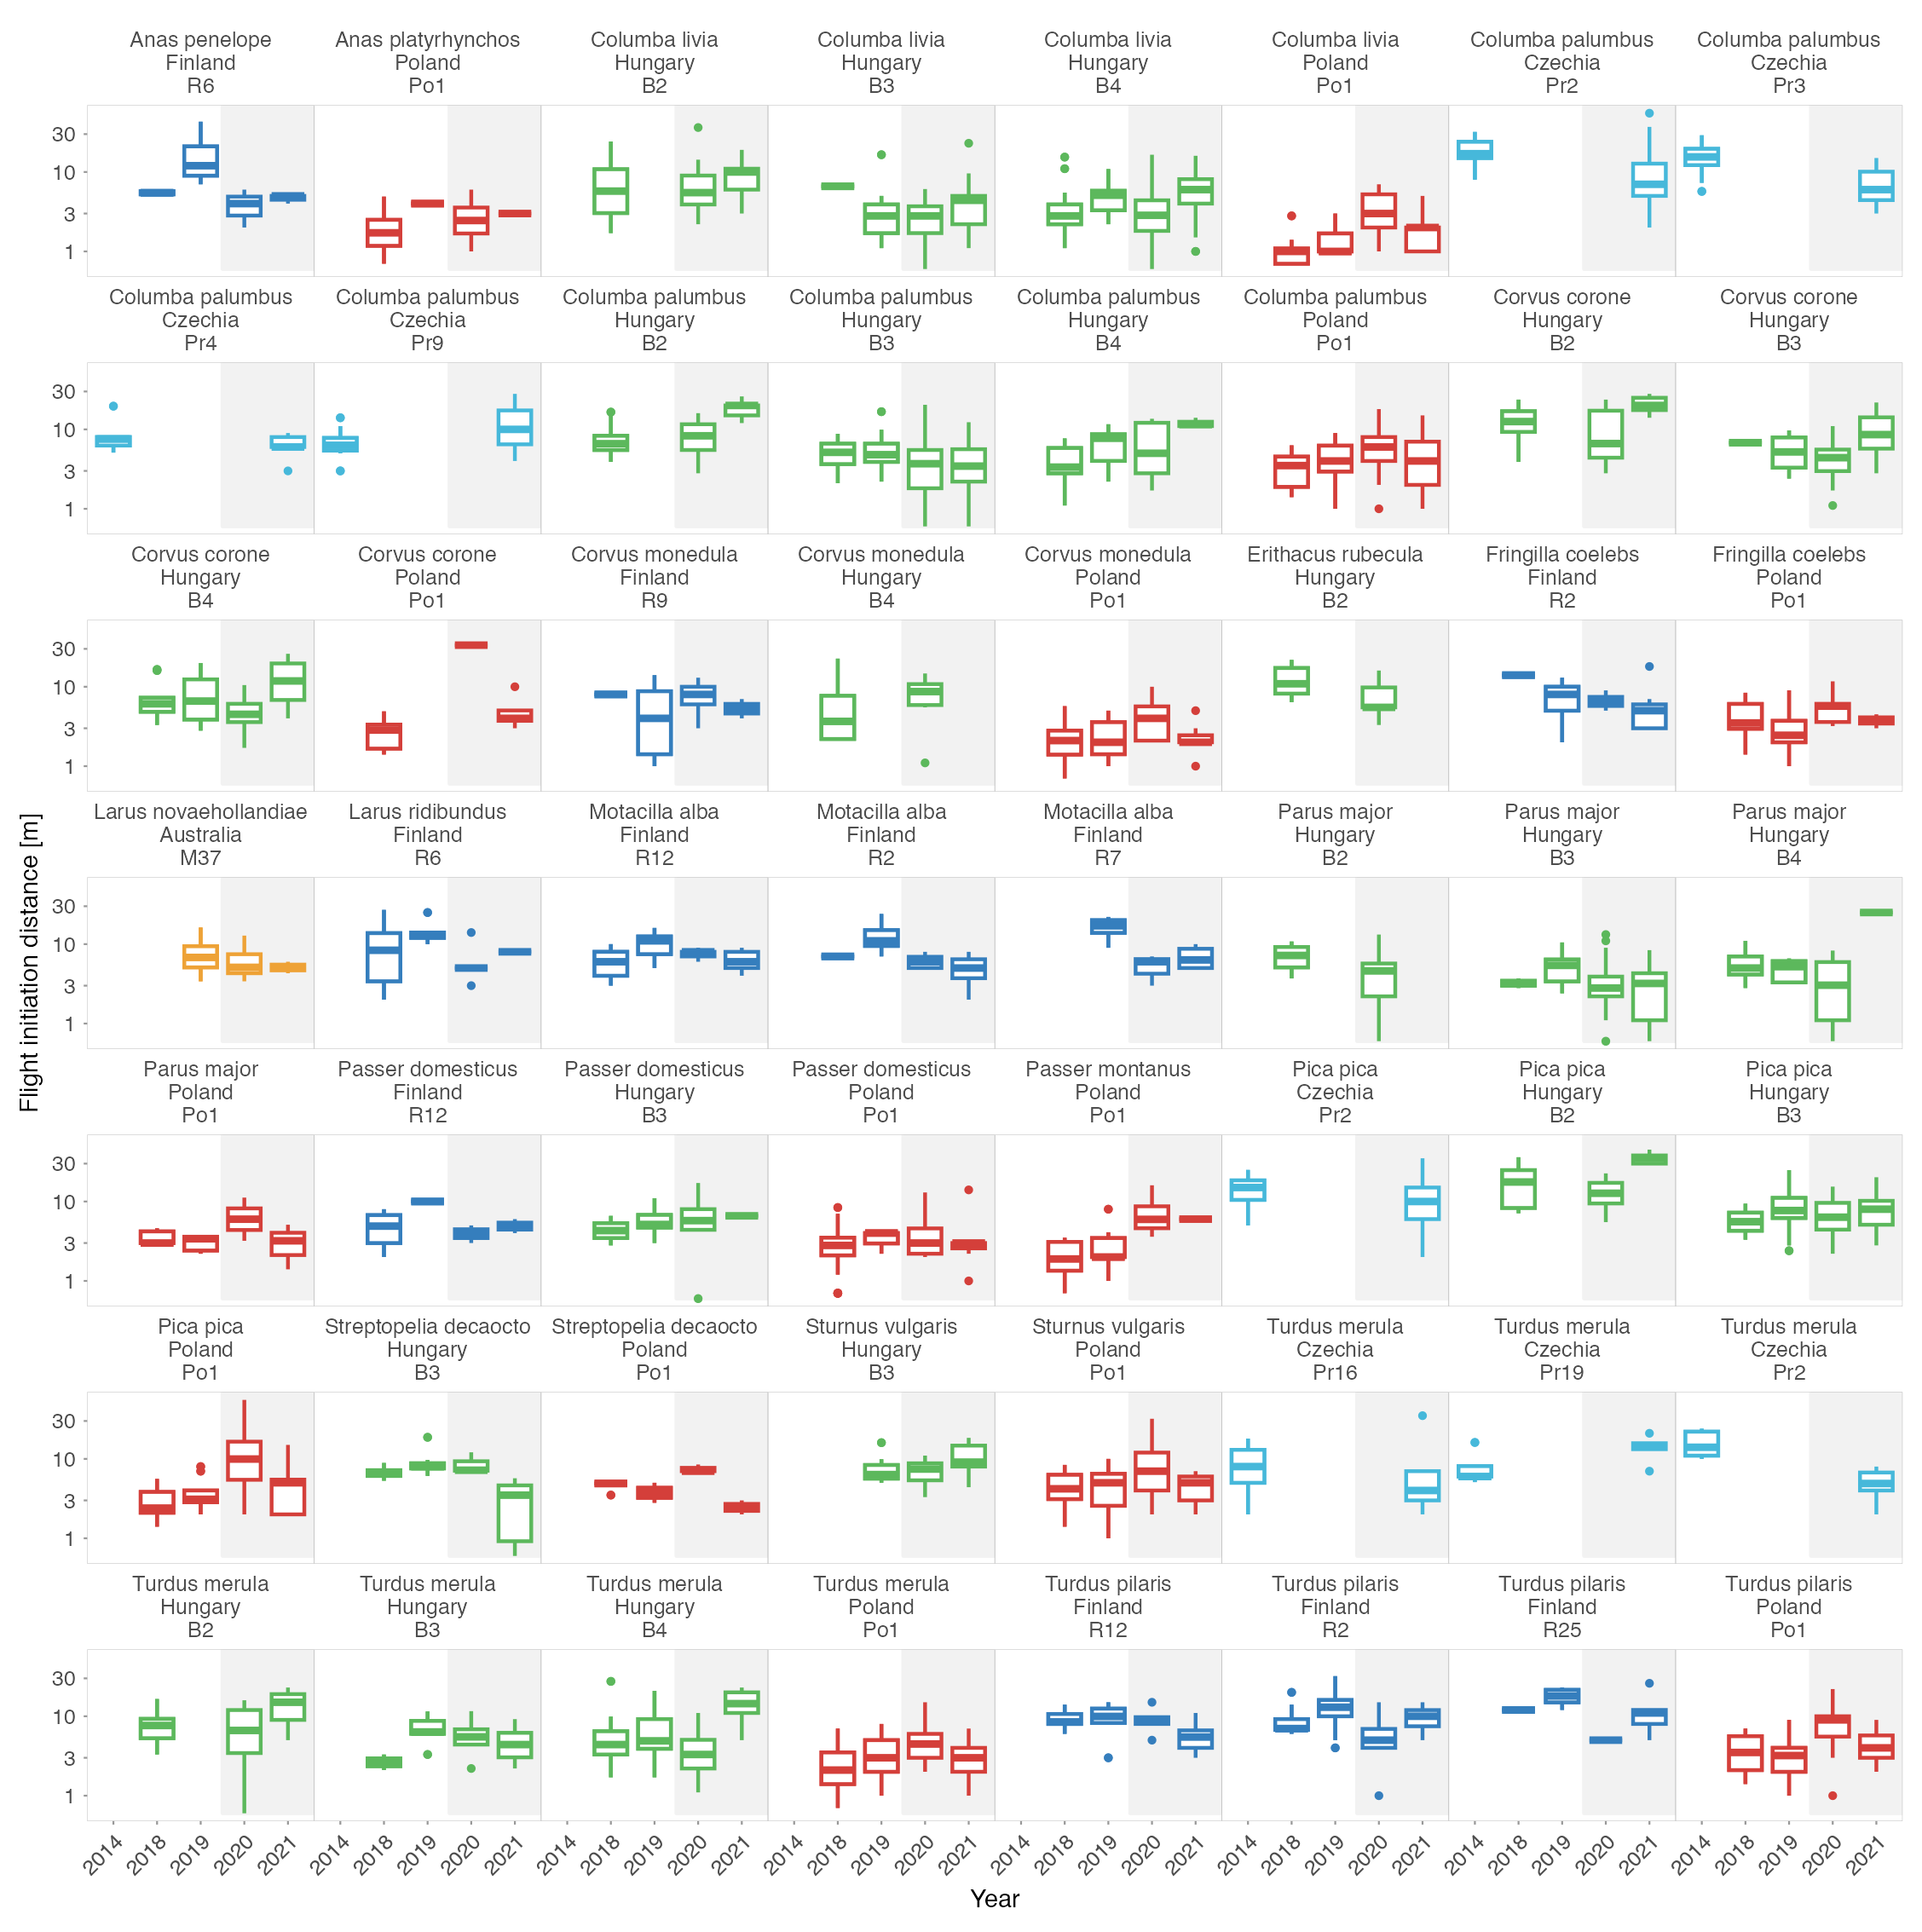 Anas penelope Anas platyrhynchos Columba livia Columba livia Columba livia Columba livia Columba palumbus Columba palumbus
Finland Poland Hungary Hungary Hungary Poland Czechia Czechia
R6 Po1 B2 B3 B4 Po1 Pr2 Pr3
30
10
3
1
Columba palumbus Columba palumbus Columba palumbus Columba palumbus Columba palumbus Columba palumbus Corvus corone Corvus corone
Czechia Czechia Hungary Hungary Hungary Poland Hungary Hungary
Pr4 Pr9 B2 B3 B4 Po1 B2 B3
30
10
3
1
Corvus corone Corvus corone Corvus monedula Corvus monedula Corvus monedula Erithacus rubecula Fringilla coelebs Fringilla coelebs
Hungary Poland Finland Hungary Poland Hungary Finland Poland
B4 Po1 R9 B4 Po1 B2 R2 Po1
30
10
3
1
Larus novaehollandiae Larus ridibundus Motacilla alba Motacilla alba Motacilla alba Parus major Parus major Parus major
Australia Finland Finland Finland Finland Hungary Hungary Hungary
M37 R6 R12 R2 R7 B2 B3 B4
30
10
3
1
Flight initiation distance [m]
Parus major Passer domesticus Passer domesticus Passer domesticus Passer montanus Pica pica Pica pica Pica pica
Poland Finland Hungary Poland Poland Czechia Hungary Hungary
Po1 R12 B3 Po1 Po1 Pr2 B2 B3
30
10
3
1
Pica pica Streptopelia decaocto Streptopelia decaocto Sturnus vulgaris Sturnus vulgaris Turdus merula Turdus merula Turdus merula
Poland Hungary Poland Hungary Poland Czechia Czechia Czechia
Po1 B3 Po1 B3 Po1 Pr16 Pr19 Pr2
30
10
3
1
Turdus merula Turdus merula Turdus merula Turdus merula Turdus pilaris Turdus pilaris Turdus pilaris Turdus pilaris
Hungary Hungary Hungary Poland Finland Finland Finland Poland
B2 B3 B4 Po1 R12 R2 R25 Po1
30
10
3
1
2014 2018 2019 2020 2021 2014 2018 2019 2020 2021 2014 2018 2019 2020 2021 2014 2018 2019 2020 2021 2014 2018 2019 2020 2021 2014 2018 2019 2020 2021 2014 2018 2019 2020 2021 2014 2018 2019 2020 2021
Year